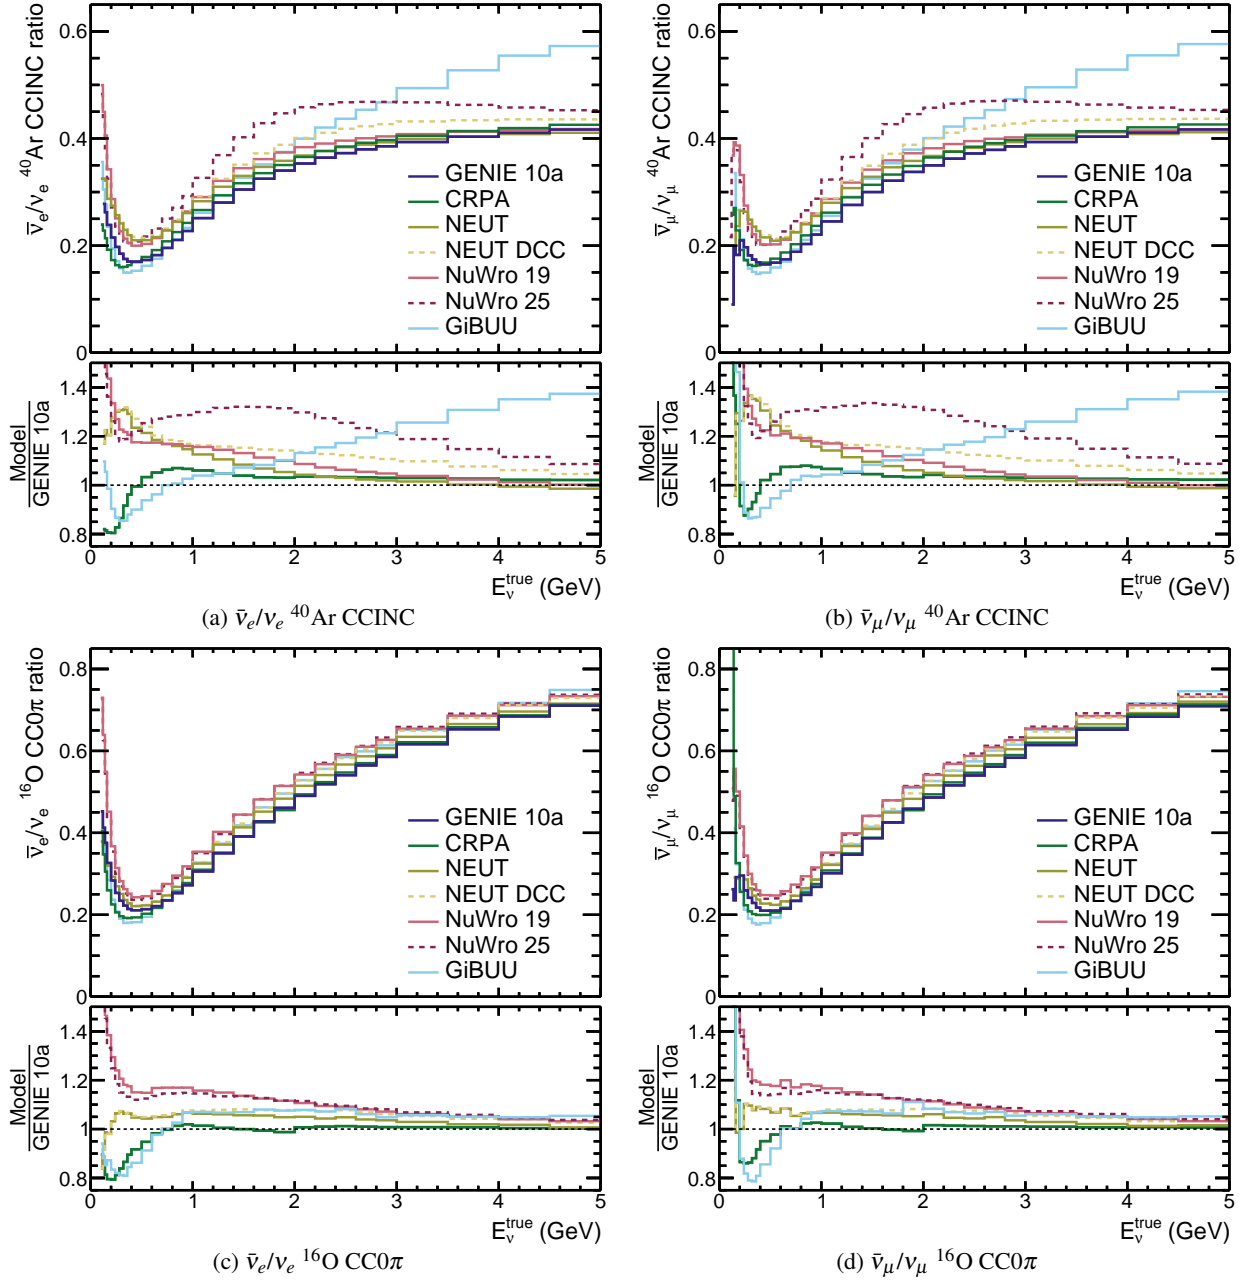 ν̄e/νe 40Ar CCINC ratio
0.6
0.4
0.2
0
GENIE 10a
CRPA
NEUT
NEUT DCC
NuWro 19
NuWro 25
GiBUU
Model
GENIE 10a
1.4
1.2
1
0.8
0 1 2 3 4 5
Eνtrue (GeV)
(a) ν̄e/νe 40Ar CCINC
ν̄μ/νμ 40Ar CCINC ratio
0.6
0.4
0.2
0
GENIE 10a
CRPA
NEUT
NEUT DCC
NuWro 19
NuWro 25
GiBUU
Model
GENIE 10a
1.4
1.2
1
0.8
0 1 2 3 4 5
Eνtrue (GeV)
(b) ν̄μ/νμ 40Ar CCINC
ν̄e/νe 16O CC0π ratio
0.8
0.6
0.4
0.2
0
GENIE 10a
CRPA
NEUT
NEUT DCC
NuWro 19
NuWro 25
GiBUU
Model
GENIE 10a
1.4
1.2
1
0.8
0 1 2 3 4 5
Eνtrue (GeV)
(c) ν̄e/νe 16O CC0π
ν̄μ/νμ 16O CC0π ratio
0.8
0.6
0.4
0.2
0
GENIE 10a
CRPA
NEUT
NEUT DCC
NuWro 19
NuWro 25
GiBUU
Model
GENIE 10a
1.4
1.2
1
0.8
0 1 2 3 4 5
Eνtrue (GeV)
(d) ν̄μ/νμ 16O CC0π